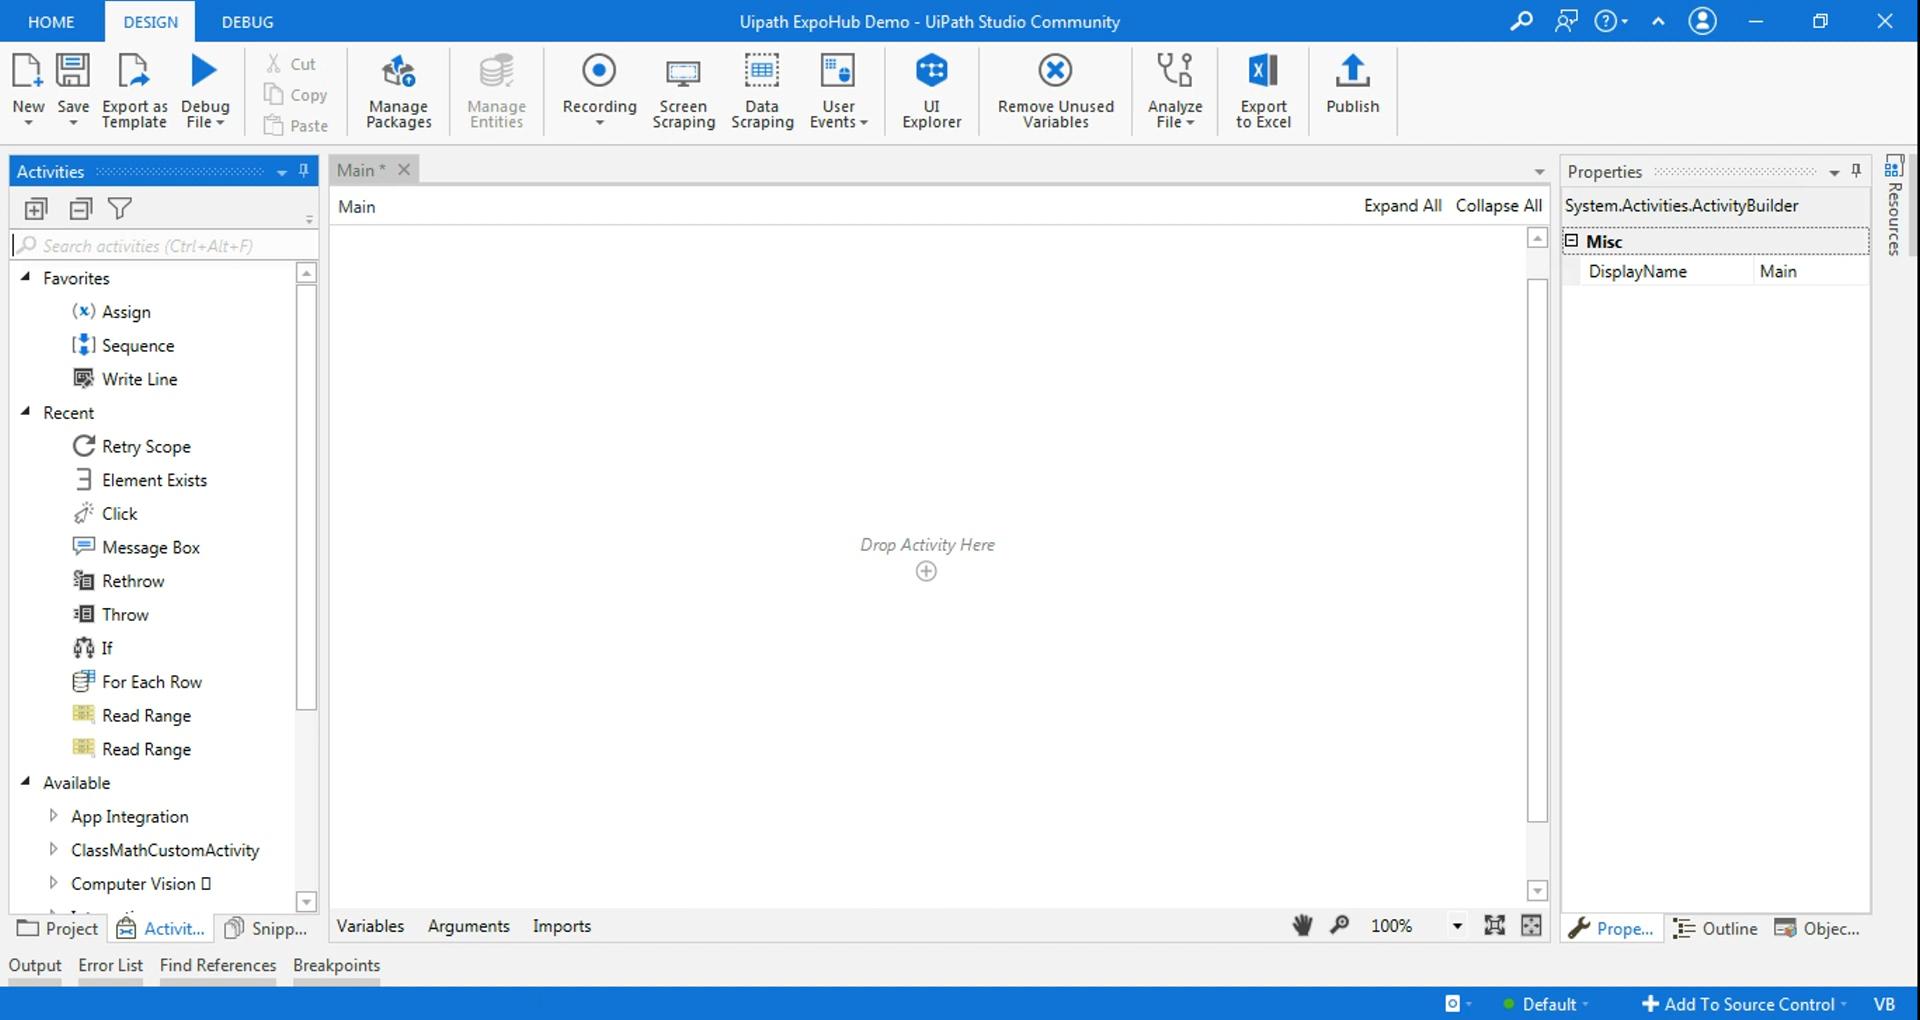 HOME DESIGN DEBUG Uipath ExpoHub Demo - UiPath Studio Community
New Save Export as Template Debug File
Cut
Copy
Paste
Manage Packages Manage Entities Recording Screen Scraping Data Scraping User Events UI Explorer Remove Unused Variables Analyze File Export to Excel Publish
Activities
Search activities (Ctrl+Alt+F)
Favorites
Assign
Sequence
Write Line
Recent
Retry Scope
Element Exists
Click
Message Box
Rethrow
Throw
If
For Each Row
Read Range
Read Range
Available
App Integration
ClassMathCustomActivity
Computer Vision
Project Activit... Snipp...
Main *
Main Expand All Collapse All
Drop Activity Here
Variables Arguments Imports 100%
Properties
System.Activities.ActivityBuilder
Misc
DisplayName Main
Prope... Outline Objec...
Resources
Output Error List Find References Breakpoints
Default Add To Source Control VB